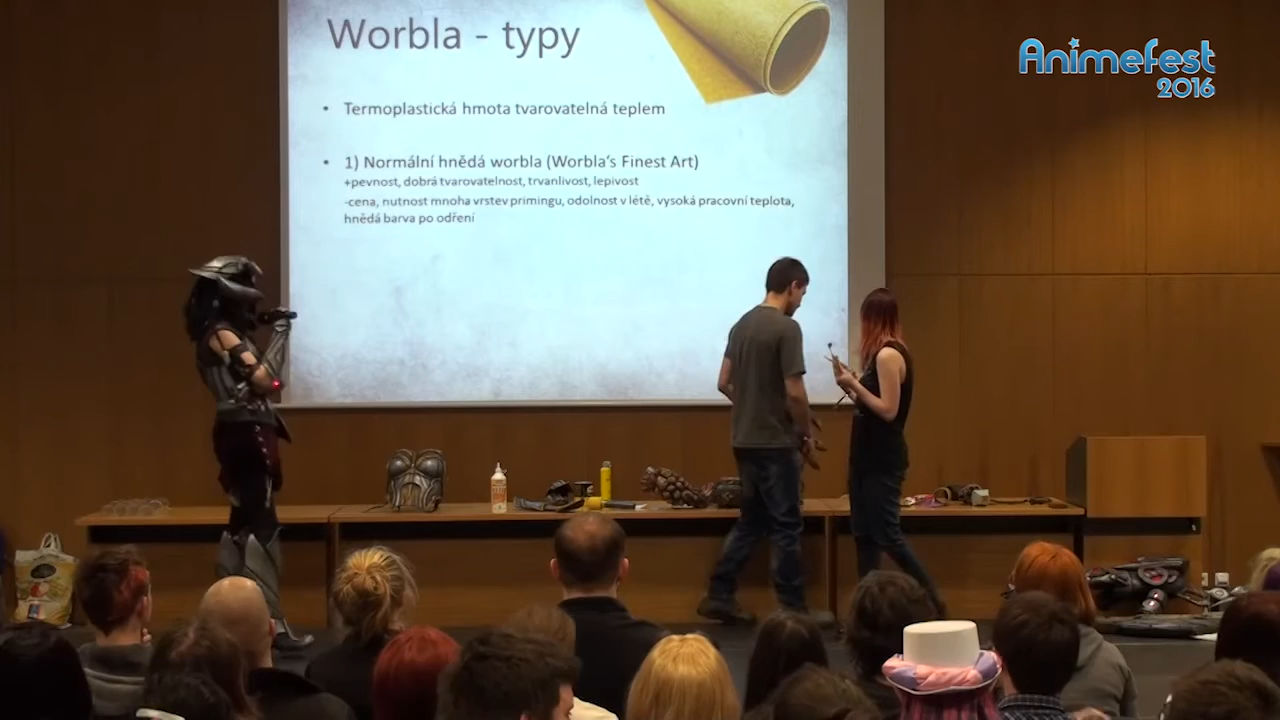 Worbla - typy
AnimeFest
2016
• Termoplastická hmota tvarovatelná teplem
• 1) Normální hnědá worbla (Worbla's Finest Art)
+pevnost, dobrá tvarovatelnost, trvanlivost, lepivost
-cena, nutnost mnoha vrstev primingu, odolnost v létě, vysoká pracovní teplota,
hnědá barva po odření